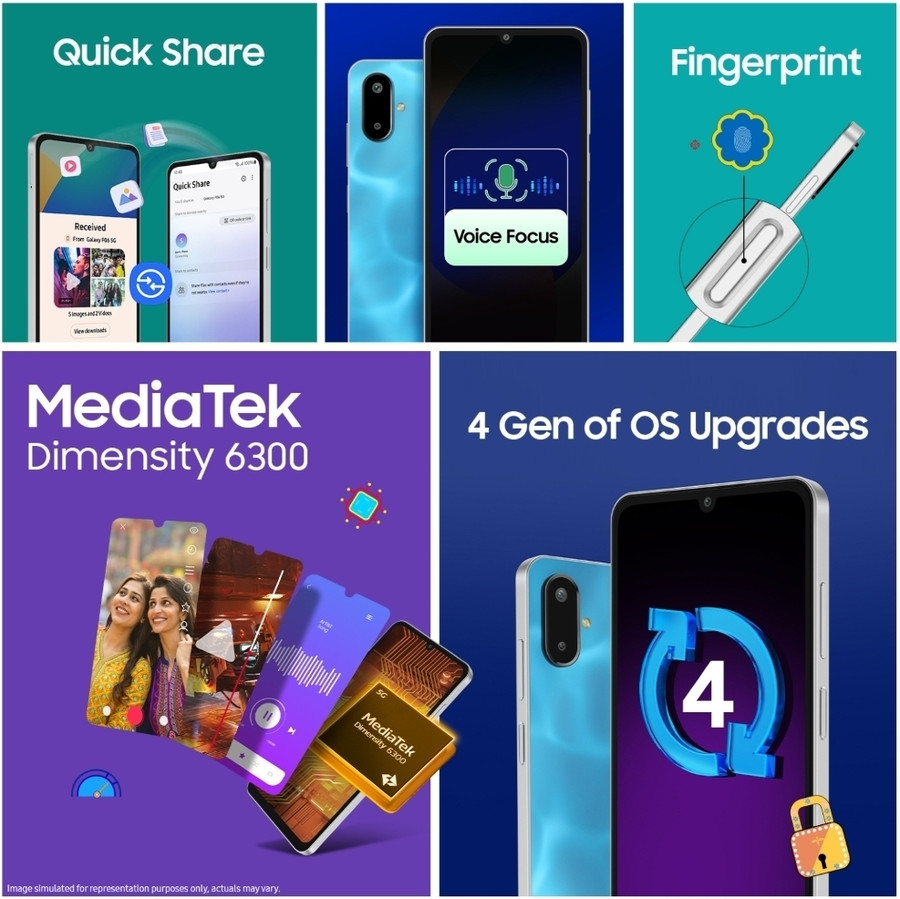 Quick Share
Received
From Galaxy F06 5G
5 Images and 2 Videos
View downloads
Quick Share
Voice Focus
Fingerprint
MediaTek
Dimensity 6300
Artist
Song
5G
MediaTek
Dimensity 6300
Image simulated for representation purposes only, actuals may vary.
4 Gen of OS Upgrades
4